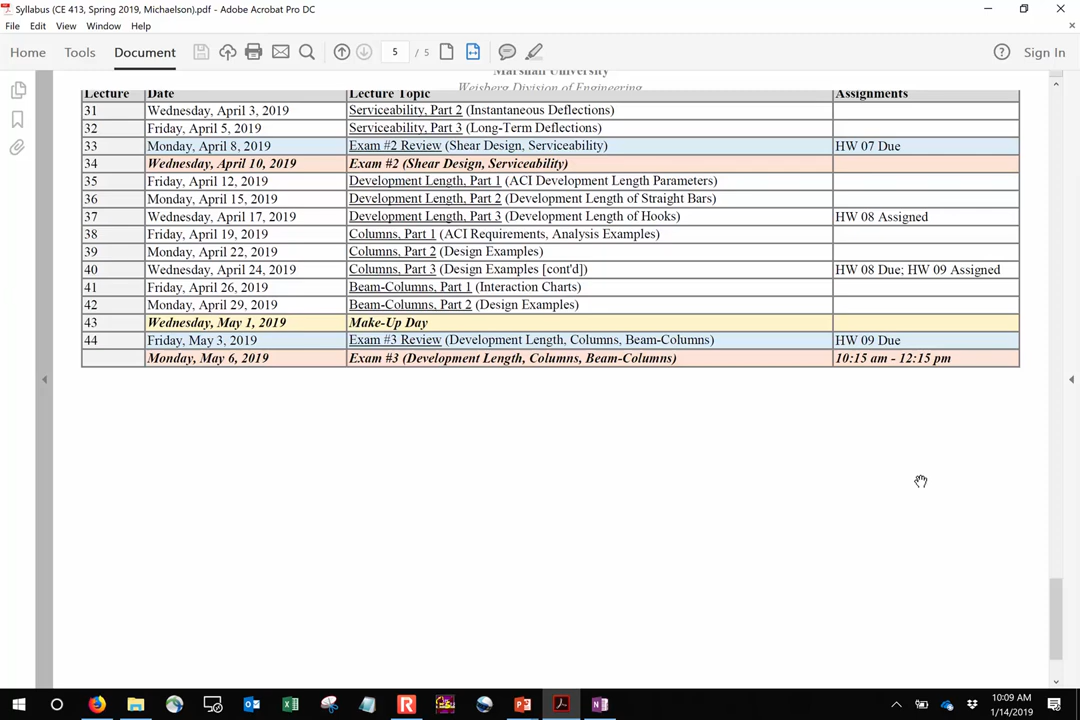 Syllabus (CE 413, Spring 2019, Michaelson).pdf - Adobe Acrobat Pro DC
File Edit View Window Help
Home Tools Document 5 / 5 Sign In
Marshall University
Weisberg Division of Engineering
Lecture Date Lecture Topic Assignments
31 Wednesday, April 3, 2019 Serviceability, Part 2 (Instantaneous Deflections)
32 Friday, April 5, 2019 Serviceability, Part 3 (Long-Term Deflections)
33 Monday, April 8, 2019 Exam #2 Review (Shear Design, Serviceability) HW 07 Due
34 Wednesday, April 10, 2019 Exam #2 (Shear Design, Serviceability)
35 Friday, April 12, 2019 Development Length, Part 1 (ACI Development Length Parameters)
36 Monday, April 15, 2019 Development Length, Part 2 (Development Length of Straight Bars)
37 Wednesday, April 17, 2019 Development Length, Part 3 (Development Length of Hooks) HW 08 Assigned
38 Friday, April 19, 2019 Columns, Part 1 (ACI Requirements, Analysis Examples)
39 Monday, April 22, 2019 Columns, Part 2 (Design Examples)
40 Wednesday, April 24, 2019 Columns, Part 3 (Design Examples [cont'd]) HW 08 Due; HW 09 Assigned
41 Friday, April 26, 2019 Beam-Columns, Part 1 (Interaction Charts)
42 Monday, April 29, 2019 Beam-Columns, Part 2 (Design Examples)
43 Wednesday, May 1, 2019 Make-Up Day
44 Friday, May 3, 2019 Exam #3 Review (Development Length, Columns, Beam-Columns) HW 09 Due
Monday, May 6, 2019 Exam #3 (Development Length, Columns, Beam-Columns) 10:15 am - 12:15 pm
10:09 AM
1/14/2019